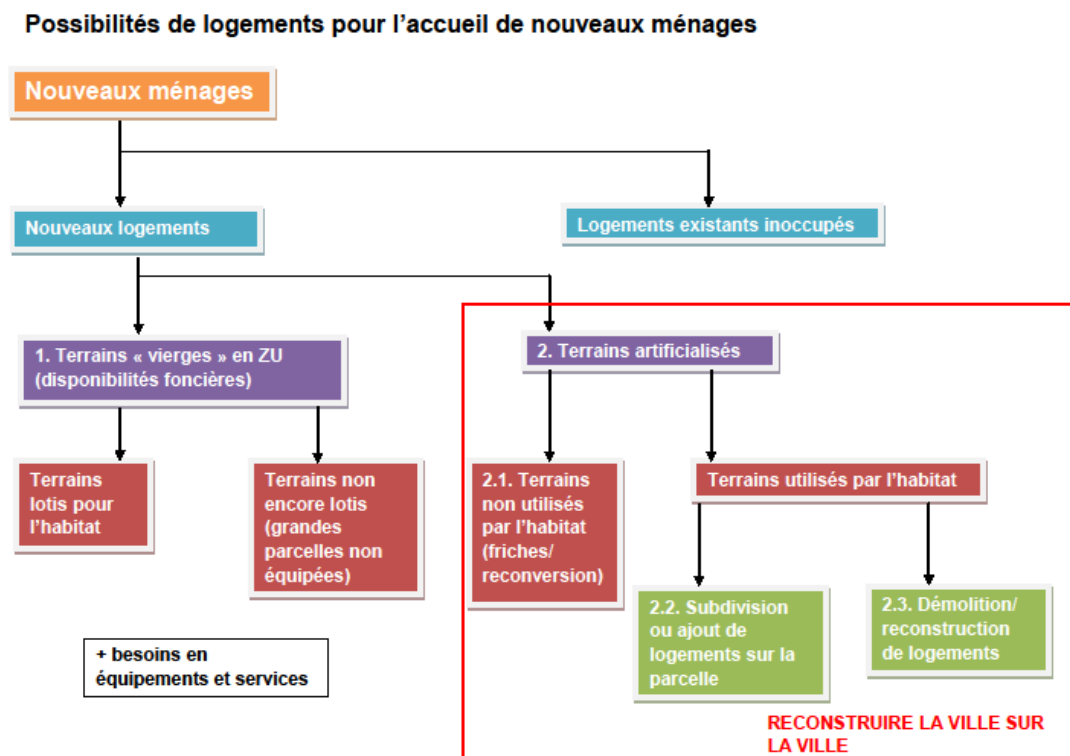 Possibilités de logements pour l'accueil de nouveaux ménages
Nouveaux ménages
Nouveaux logements
Logements existants inoccupés
1. Terrains « vierges » en ZU
(disponibilités foncières)
2. Terrains artificialisés
Terrains
lotis pour
l'habitat
Terrains non
encore lotis
(grandes
parcelles non
équipées)
2.1. Terrains
non utilisés
par l'habitat
(friches/
reconversion)
Terrains utilisés par l'habitat
2.2. Subdivision
ou ajout de
logements sur la
parcelle
2.3. Démolition/
reconstruction
de logements
+ besoins en
équipements et services
RECONSTRUIRE LA VILLE SUR
LA VILLE